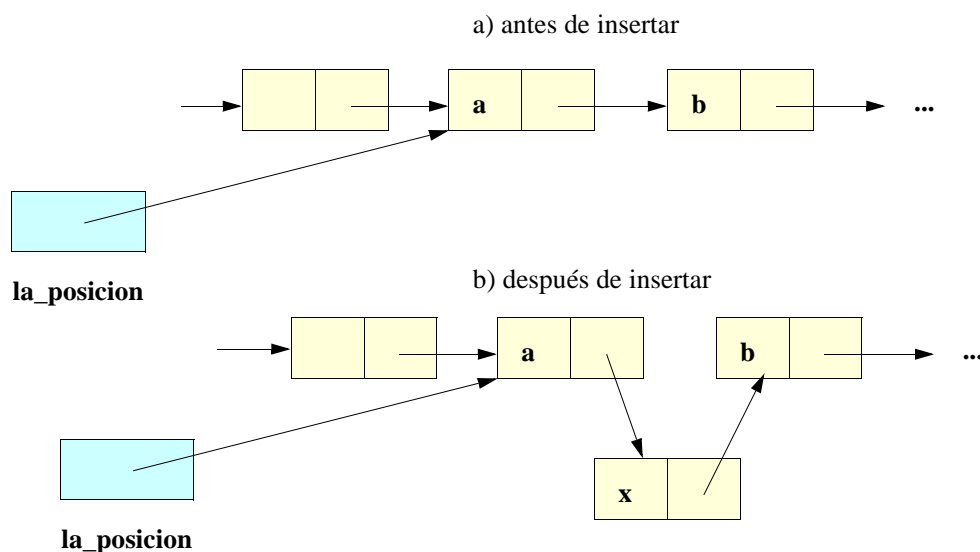 a) antes de insertar
a
b
...
la_posicion
b) después de insertar
a
b
...
x
la_posicion